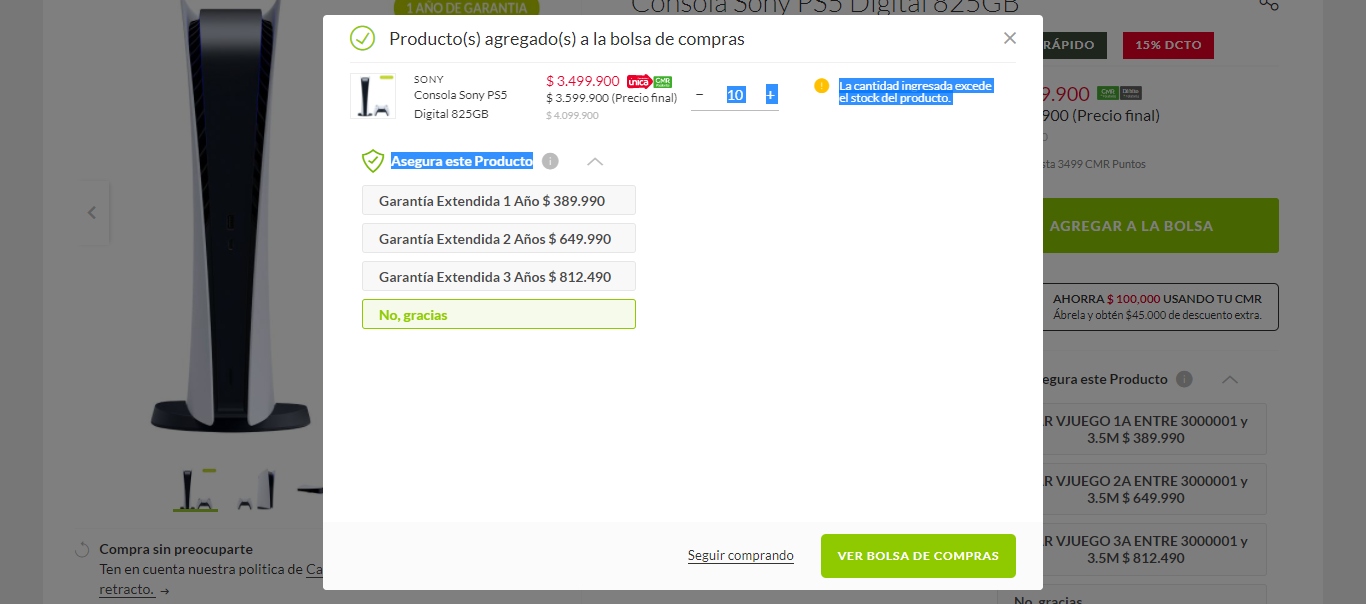 1 AÑO DE GARANTÍA
Consola Sony PS5 Digital 825GB
Producto(s) agregado(s) a la bolsa de compras
SONY
Consola Sony PS5
Digital 825GB
$ 3.499.900 única CMR
$ 3.599.900 (Precio final)
$ 4.099.900
− 10 +
La cantidad ingresada excede
el stock del producto.
Asegura este Producto
Garantía Extendida 1 Año $ 389.990
Garantía Extendida 2 Años $ 649.990
Garantía Extendida 3 Años $ 812.490
No, gracias
Seguir comprando
VER BOLSA DE COMPRAS
RÁPIDO
15% DCTO
9.900 CMR
900 (Precio final)
sta 3499 CMR Puntos
AGREGAR A LA BOLSA
AHORRA $ 100,000 USANDO TU CMR
Ábrela y obtén $45.000 de descuento extra.
egura este Producto
R VJUEGO 1A ENTRE 3000001 y
3.5M $ 389.990
R VJUEGO 2A ENTRE 3000001 y
3.5M $ 649.990
R VJUEGO 3A ENTRE 3000001 y
3.5M $ 812.490
No, gracias
Compra sin preocuparte
Ten en cuenta nuestra politica de Ca
retracto. →